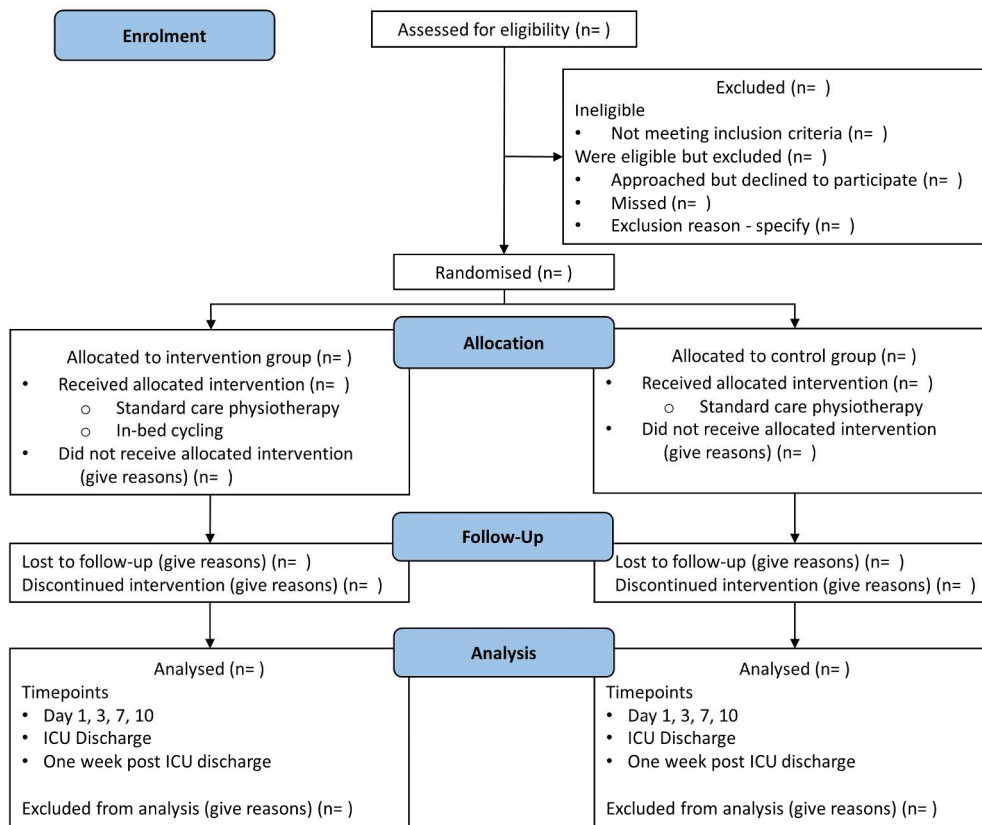 Enrolment
Assessed for eligibility (n= )
Excluded (n= )
Ineligible
• Not meeting inclusion criteria (n= )
Were eligible but excluded (n= )
• Approached but declined to participate (n= )
• Missed (n= )
• Exclusion reason - specify (n= )
Randomised (n= )
Allocation
Allocated to intervention group (n= )
• Received allocated intervention (n= )
o Standard care physiotherapy
o In-bed cycling
• Did not receive allocated intervention
(give reasons) (n= )
Allocated to control group (n= )
• Received allocated intervention (n= )
o Standard care physiotherapy
• Did not receive allocated intervention
(give reasons) (n= )
Follow-Up
Lost to follow-up (give reasons) (n= )
Discontinued intervention (give reasons) (n= )
Lost to follow-up (give reasons) (n= )
Discontinued intervention (give reasons) (n= )
Analysis
Analysed (n= )
Timepoints
• Day 1, 3, 7, 10
• ICU Discharge
• One week post ICU discharge
Excluded from analysis (give reasons) (n= )
Analysed (n= )
Timepoints
• Day 1, 3, 7, 10
• ICU Discharge
• One week post ICU discharge
Excluded from analysis (give reasons) (n= )